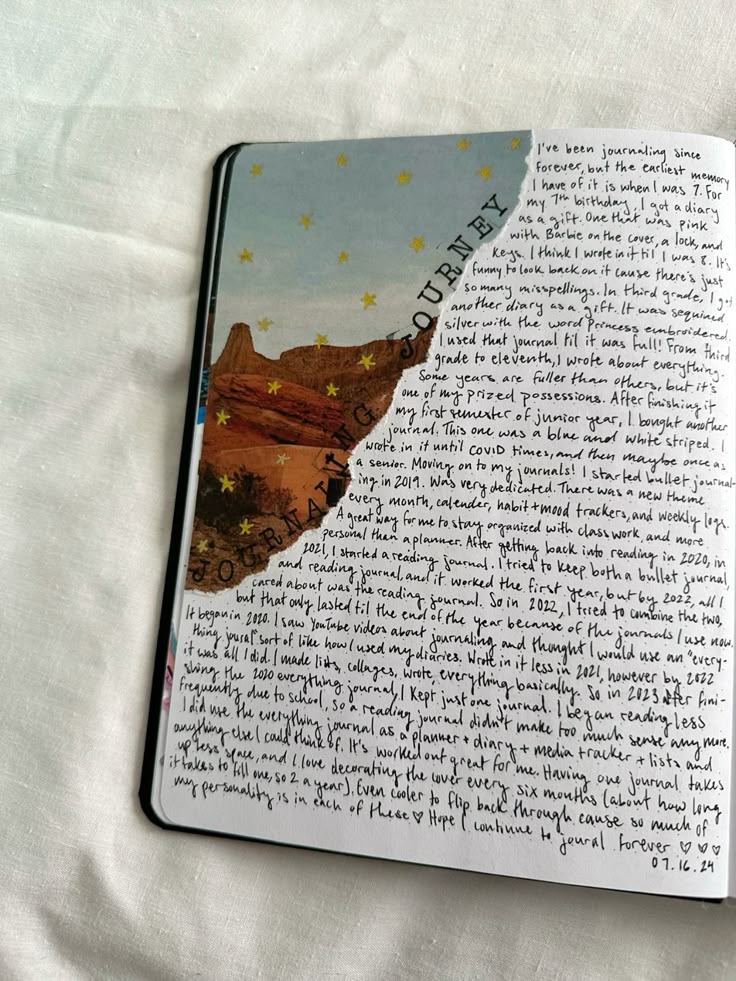 JOURNALING JOURNEY
I've been journaling since
forever, but the earliest memory
I have of it is when I was 7. For
my 7th birthday, I got a diary
as a gift. One that was pink
with Barbie on the cover, a lock, and
keys. I think I wrote in it til I was 8. It's
funny to look back on it cause there's just
so many misspellings. In third grade, I got
another diary as a gift. It was sequined
silver with the word Princess embroidered.
I used that journal til it was full! From third
grade to eleventh, I wrote about everything.
Some years are fuller than others, but it's
one of my prized possessions. After finishing it
my first semester of junior year, I bought another
journal. This one was a blue and white striped. I
wrote in it until COVID times, and then maybe once as
a senior. Moving on to my journals! I started bullet journal-
ing in 2019. Was very dedicated. There was a new theme
every month, calender, habit + mood trackers, and weekly logs.
A great way for me to stay organized with classwork, and more
personal than a planner. After getting back into reading in 2020, in
2021, I started a reading journal. I tried to keep both a bullet journal,
and reading journal, and it worked the first year, but by 2022, all I
cared about was the reading journal. So in 2022, I tried to combine the two,
but that only lasted til the end of the year because of the journals I use now.
It began in 2020. I saw YouTube videos about journaling and thought I would use an "every-
thing joural" sort of like how I used my diaries. Wrote in it less in 2021, however by 2022
it was all I did. I made lists, collages, wrote everything basically. So in 2023 after fini-
shing the 2020 everything journal, I kept just one journal. I began reading less
frequently due to school, so a reading journal didn't make too much sense anymore.
I did use the everything journal as a planner + diary + media tracker + lists and
anything else I could think of. It's worked out great for me. Having one journal takes
up less space, and I love decorating the cover every six months (about how long
it takes to fill one, so 2 a year). Even cooler to flip back through cause so much of
my personality is in each of these ♡ Hope I continue to joural forever ♡ ♡ ♡
07.16.24